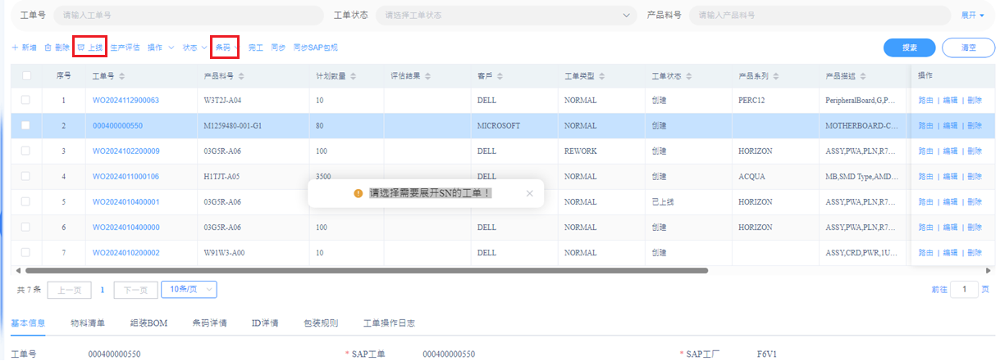 工单号 请输入工单号 工单状态 请选择工单状态 产品料号 请输入产品料号 展开
新增 删除 上线 生产评估 操作 状态 条码 完工 同步 同步SAP包规 搜索 清空
序号 工单号 产品料号 计划数量 评估结果 客戶 工单类型 工单状态 产品系列 产品描述 操作
1 WO2024112900063 W3T2J-A04 10 DELL NORMAL 创建 PERC12 PeripheralBoard,G,P... 路由 | 编辑 | 删除
2 000400000550 M1259480-001-G1 80 MICROSOFT NORMAL 创建 MOTHERBOARD-C... 路由 | 编辑 | 删除
3 WO2024102200009 03G5R-A06 100 DELL REWORK 创建 HORIZON ASSY,PWA,PLN,R7... 路由 | 编辑 | 删除
4 WO2024011000106 H1TJT-A05 3500 DELL NORMAL 创建 ACQUA MB,SMD Type,AMD... 路由 | 编辑 | 删除
请选择需要展开SN的工单！
5 WO2024010400001 03G5R-A06 NORMAL 已上线 HORIZON ASSY,PWA,PLN,R7... 路由 | 编辑 | 删除
6 WO2024010400000 03G5R-A06 100 DELL NORMAL 创建 HORIZON ASSY,PWA,PLN,R7... 路由 | 编辑 | 删除
7 WO2024010200002 W91W3-A00 10 DELL NORMAL 创建 ASSY,CRD,PWR,1U... 路由 | 编辑 | 删除
共 7 条 上一页 1 下一页 10条/页 前往 1 页
基本信息 物料清单 组装BOM 条码详情 ID详情 包装规则 工单操作日志
工单号 000400000550 * SAP工单 000400000550 * SAP工厂 F6V1